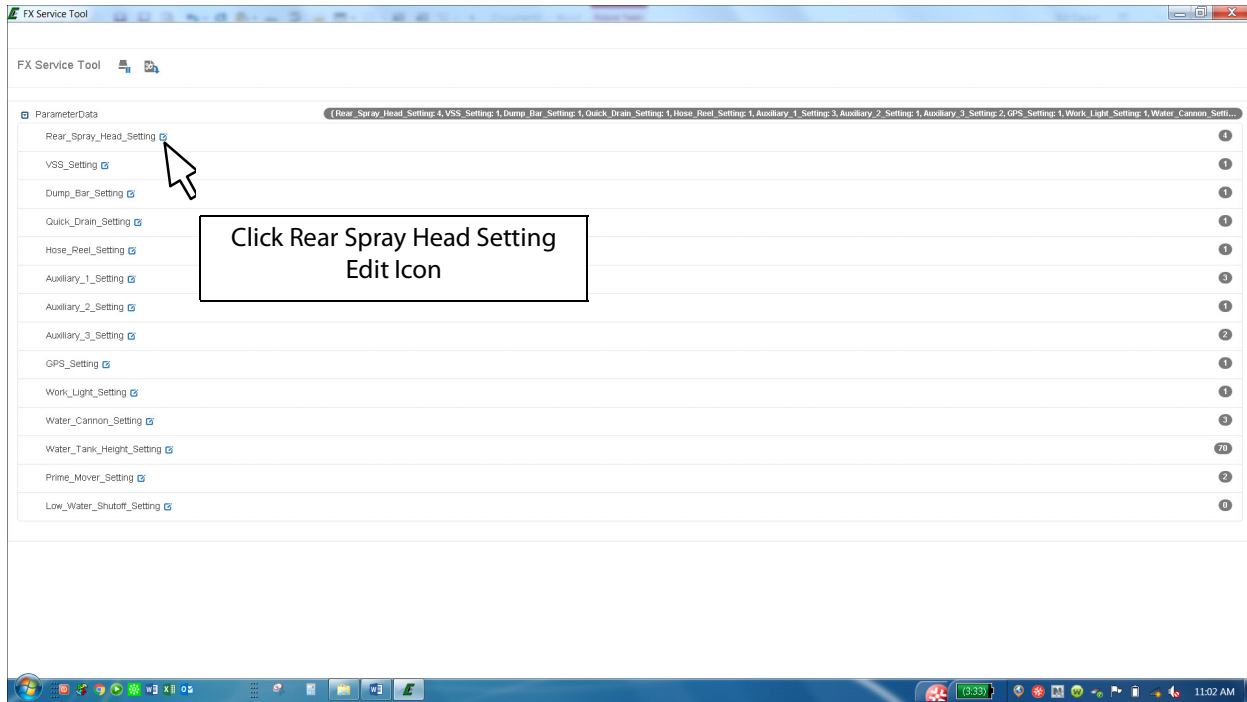 FX Service Tool
FX Service Tool
ParameterData
(Rear_Spray_Head_Setting: 4, VSS_Setting: 1, Dump_Bar_Setting: 1, Quick_Drain_Setting: 1, Hose_Reel_Setting: 1, Auxiliary_1_Setting: 3, Auxiliary_2_Setting: 1, Auxiliary_3_Setting: 2, GPS_Setting: 1, Work_Light_Setting: 1, Water_Cannon_Setti...
Rear_Spray_Head_Setting 4
VSS_Setting 1
Dump_Bar_Setting 1
Quick_Drain_Setting 1
Click Rear Spray Head Setting
Edit Icon
Hose_Reel_Setting 1
Auxiliary_1_Setting 3
Auxiliary_2_Setting 1
Auxiliary_3_Setting 2
GPS_Setting 1
Work_Light_Setting 1
Water_Cannon_Setting 3
Water_Tank_Height_Setting 70
Prime_Mover_Setting 2
Low_Water_Shutoff_Setting 0
(3:33) 11:02 AM